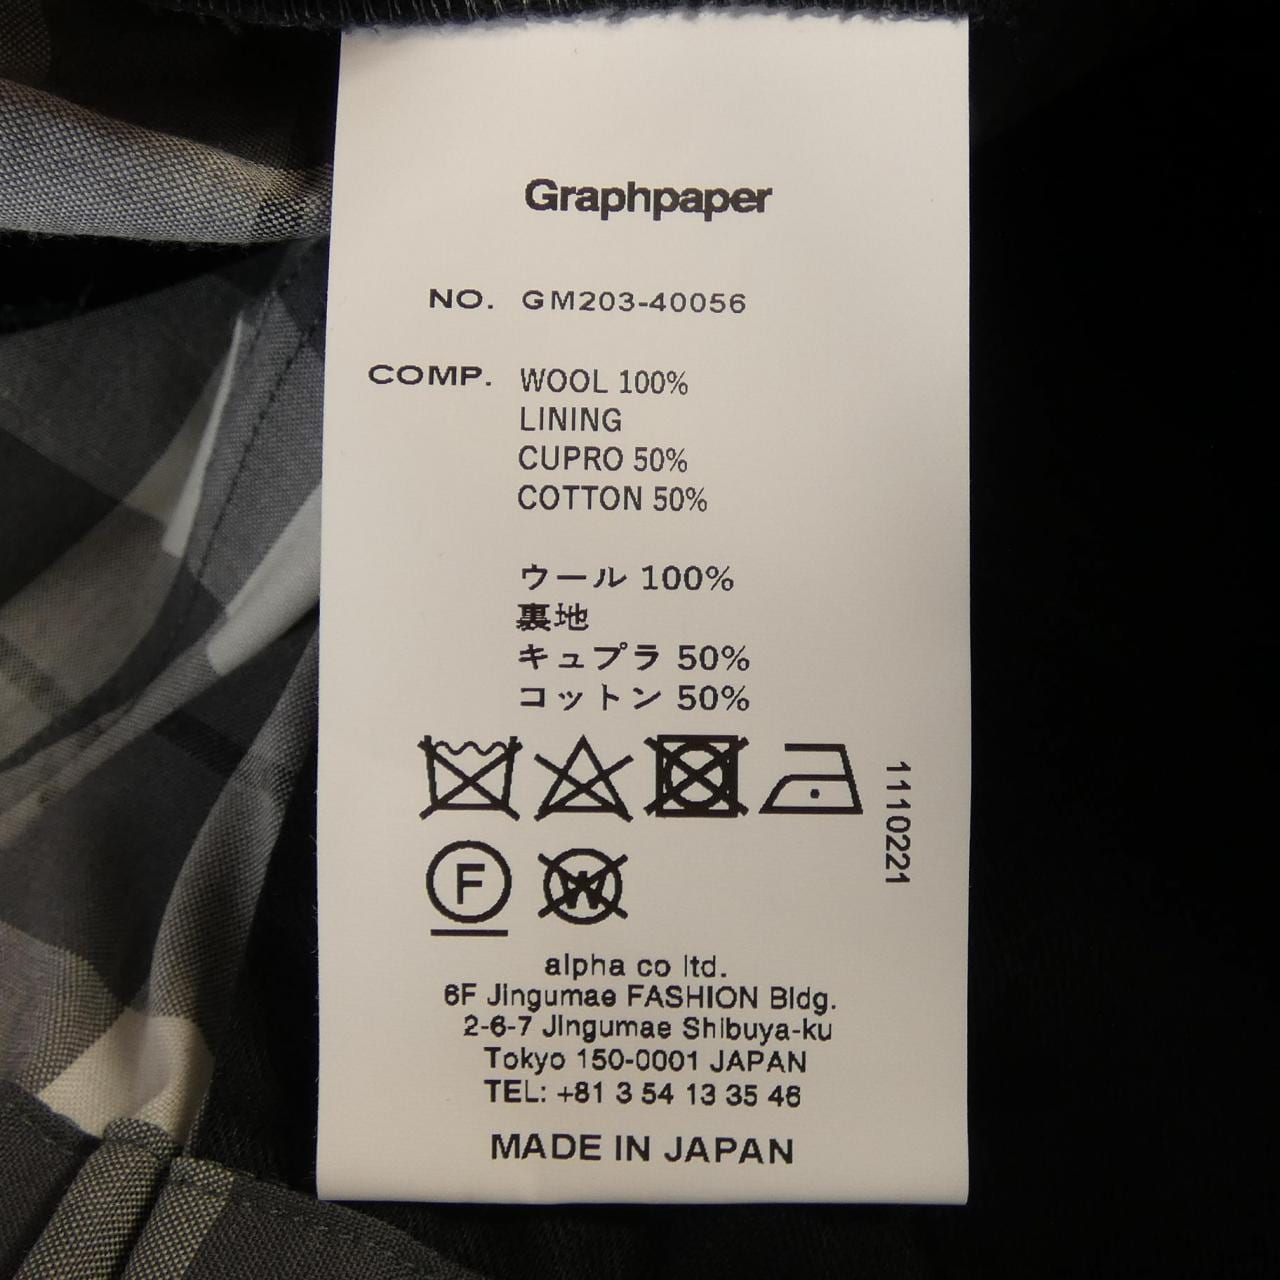 Graphpaper
NO. GM203-40056
COMP. WOOL 100%
LINING
CUPRO 50%
COTTON 50%
ウール 100%
裏地
キュプラ 50%
コットン 50%
1110221
F
W
alpha co ltd.
6F Jingumae FASHION Bldg.
2-6-7 Jingumae Shibuya-ku
Tokyo 150-0001 JAPAN
TEL: +81 3 54 13 35 46
MADE IN JAPAN